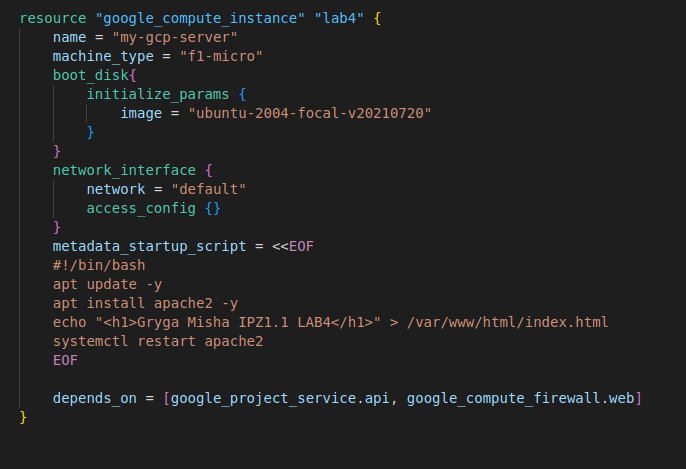 resource "google_compute_instance" "lab4" {
    name = "my-gcp-server"
    machine_type = "f1-micro"
    boot_disk{
        initialize_params {
            image = "ubuntu-2004-focal-v20210720"
        }
    }
    network_interface {
        network = "default"
        access_config {}
    }
    metadata_startup_script = <<EOF
    #!/bin/bash
    apt update -y
    apt install apache2 -y
    echo "<h1>Gryga Misha IPZ1.1 LAB4</h1>" > /var/www/html/index.html
    systemctl restart apache2
    EOF

    depends_on = [google_project_service.api, google_compute_firewall.web]
}